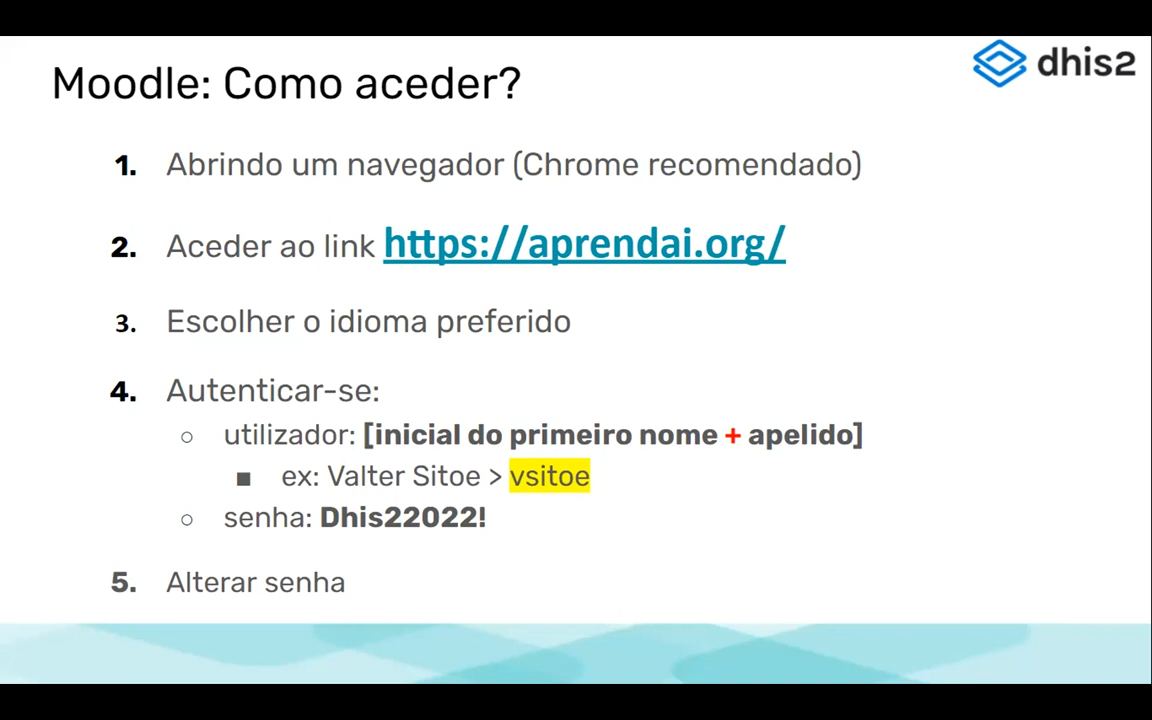 dhis2
Moodle: Como aceder?
1. Abrindo um navegador (Chrome recomendado)
2. Aceder ao link https://aprendai.org/
3. Escolher o idioma preferido
4. Autenticar-se:
○ utilizador: [inicial do primeiro nome + apelido]
■ ex: Valter Sitoe > vsitoe
○ senha: Dhis22022!
5. Alterar senha